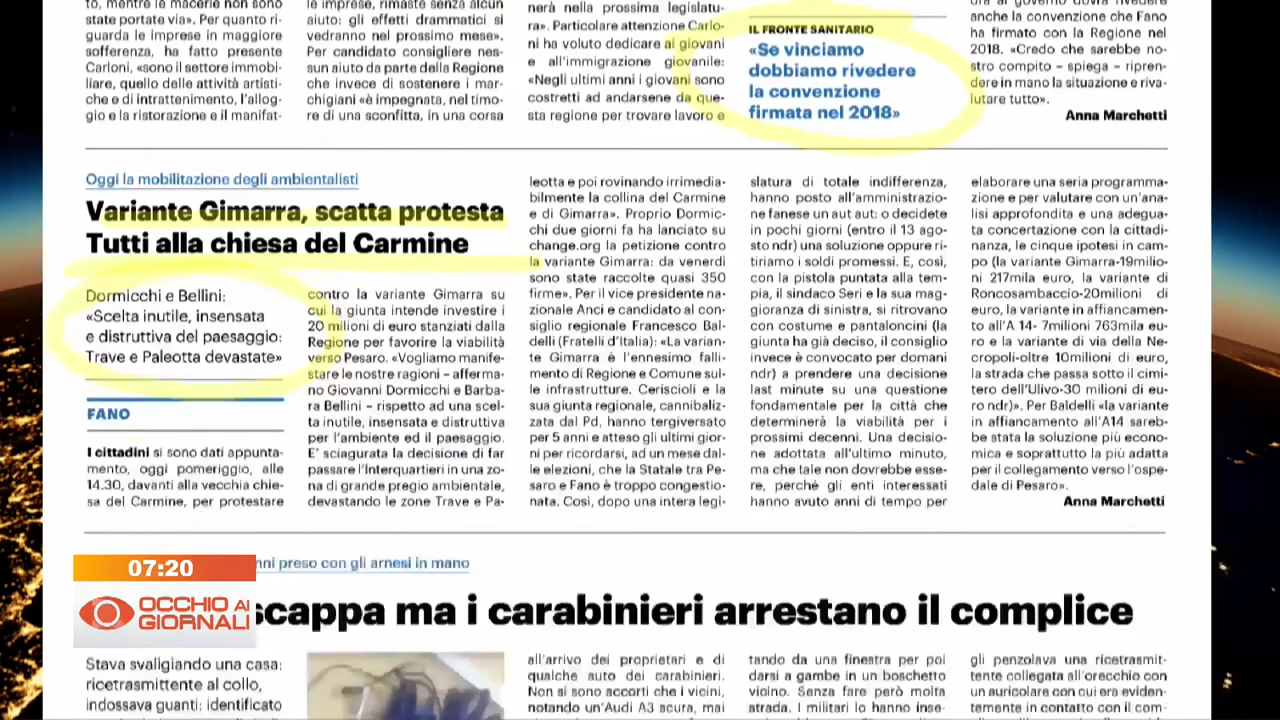 to, mentre le macerie non sono
state portate via». Per quanto ri-
guarda le imprese in maggiore
sofferenza, ha fatto presente
Carloni, «sono il settore immobi-
liare, quello delle attività artisti-
che e di intrattenimento, l'allog-
gio e la ristorazione e il manifat-
le imprese, rimaste senza alcun
aiuto: gli effetti drammatici si
vedranno nel prossimo mese».
Per candidato consigliere nes-
sun aiuto da parte della Regione
che invece di sostenere i mar-
chigiani «è impegnata, nel timo-
re di una sconfitta, in una corsa
nerà nella prossima legislatu-
ra». Particolare attenzione Carlo-
ni ha voluto dedicare ai giovani
e all'immigrazione giovanile:
«Negli ultimi anni i giovani sono
costretti ad andarsene da que-
sta regione per trovare lavoro e
IL FRONTE SANITARIO
«Se vinciamo
dobbiamo rivedere
la convenzione
firmata nel 2018»
anche la convenzione che Fano
ha firmato con la Regione nel
2018. «Credo che sarebbe no-
stro compito – spiega – ripren-
dere in mano la situazione e riva-
lutare tutto».
Anna Marchetti
Oggi la mobilitazione degli ambientalisti
Variante Gimarra, scatta protesta
Tutti alla chiesa del Carmine
Dormicchi e Bellini:
«Scelta inutile, insensata
e distruttiva del paesaggio:
Trave e Paleotta devastate»
FANO
I cittadini si sono dati appunta-
mento, oggi pomeriggio, alle
14.30, davanti alla vecchia chie-
sa del Carmine, per protestare
contro la variante Gimarra su
cui la giunta intende investire i
20 milioni di euro stanziati dalla
Regione per favorire la viabilità
verso Pesaro. «Vogliamo manife-
stare le nostre ragioni – afferma-
no Giovanni Dormicchi e Barba-
ra Bellini – rispetto ad una scel-
ta inutile, insensata e distruttiva
per l'ambiente ed il paesaggio.
E' sciagurata la decisione di far
passare l'Interquartieri in una zo-
na di grande pregio ambientale,
devastando le zone Trave e Pa-
leotta e poi rovinando irrimedia-
bilmente la collina del Carmine
e di Gimarra». Proprio Dormic-
chi due giorni fa ha lanciato su
change.org la petizione contro
la variante Gimarra: da venerdì
sono state raccolte quasi 350
firme». Per il vice presidente na-
zionale Anci e candidato al con-
siglio regionale Francesco Bal-
delli (Fratelli d'Italia): «La varian-
te Gimarra è l'ennesimo falli-
mento di Regione e Comune sul-
le infrastrutture. Ceriscioli e la
sua giunta regionale, cannibaliz-
zata dal Pd, hanno tergiversato
per 5 anni e atteso gli ultimi gior-
ni per ricordarsi, ad un mese dal-
le elezioni, che la Statale tra Pe-
saro e Fano è troppo congestio-
nata. Così, dopo una intera legi-
slatura di totale indifferenza,
hanno posto all'amministrazio-
ne fanese un aut aut: o decidete
in pochi giorni (entro il 13 ago-
sto ndr) una soluzione oppure ri-
tiriamo i soldi promessi. E, così,
con la pistola puntata alla tem-
pia, il sindaco Seri e la sua mag-
gioranza di sinistra, si ritrovano
con costume e pantaloncini (la
giunta ha già deciso, il consiglio
invece è convocato per domani
ndr) a prendere una decisione
last minute su una questione
fondamentale per la città che
determinerà la viabilità per i
prossimi decenni. Una decisio-
ne adottata all'ultimo minuto,
ma che tale non dovrebbe esse-
re, perché gli enti interessati
hanno avuto anni di tempo per
elaborare una seria programma-
zione e per valutare con un'ana-
lisi approfondita e una adegua-
ta concertazione con la cittadi-
nanza, le cinque ipotesi in cam-
po (la variante Gimarra-19milio-
ni 217mila euro, la variante di
Roncosambaccio-20milioni di
euro, la variante in affiancamen-
to all'A 14- 7milioni 763mila eu-
ro e la variante di via della Ne-
cropoli-oltre 10milioni di euro,
la strada che passa sotto il cimi-
tero dell'Ulivo-30 milioni di eu-
ro ndr)». Per Baldelli «la variante
in affiancamento all'A14 sareb-
be stata la soluzione più econo-
mica e soprattutto la più adatta
per il collegamento verso l'ospe-
dale di Pesaro».
Anna Marchetti
nni preso con gli arnesi in mano
scappa ma i carabinieri arrestano il complice
07:20
OCCHIO AI
GIORNALI
Stava svaligiando una casa:
ricetrasmittente al collo,
indossava guanti: identificato
all'arrivo dei proprietari e di
qualche auto dei carabinieri.
Non si sono accorti che i vicini,
notando un'Audi A3 scura, mai
tando da una finestra per poi
darsi a gambe in un boschetto
vicino. Senza fare però molta
strada. I militari lo hanno inse-
gli penzolava una ricetrasmit-
tente collegata all'orecchio con
un auricolare con cui era eviden-
temente in contatto con il com-